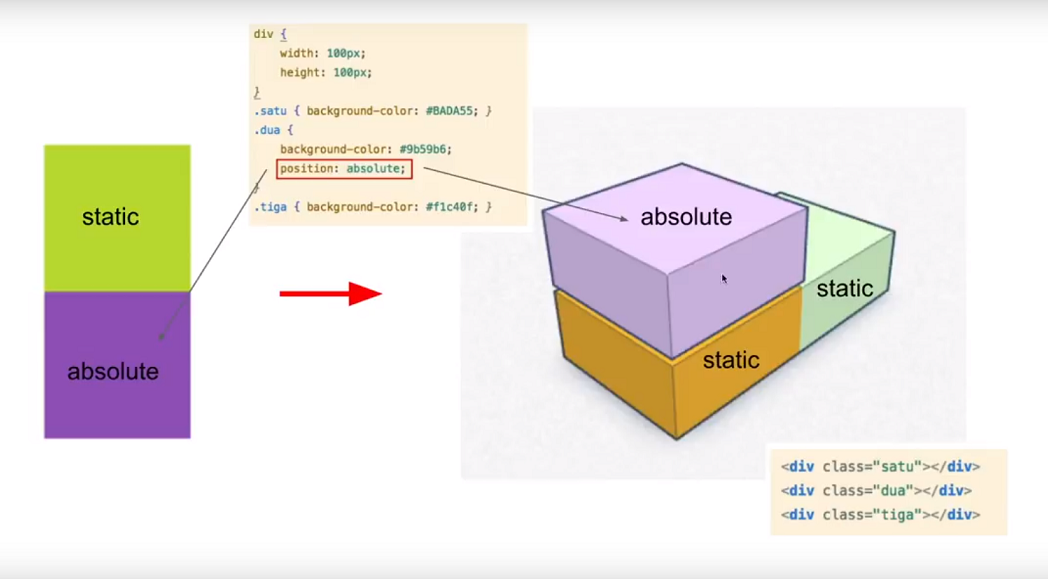 div {
width: 100px;
height: 100px;
}
.satu { background-color: #BADA55; }
.dua {
background-color: #9b59b6;
position: absolute;
}
.tiga { background-color: #f1c40f; }
static
absolute
absolute
static
static
<div class="satu"></div>
<div class="dua"></div>
<div class="tiga"></div>